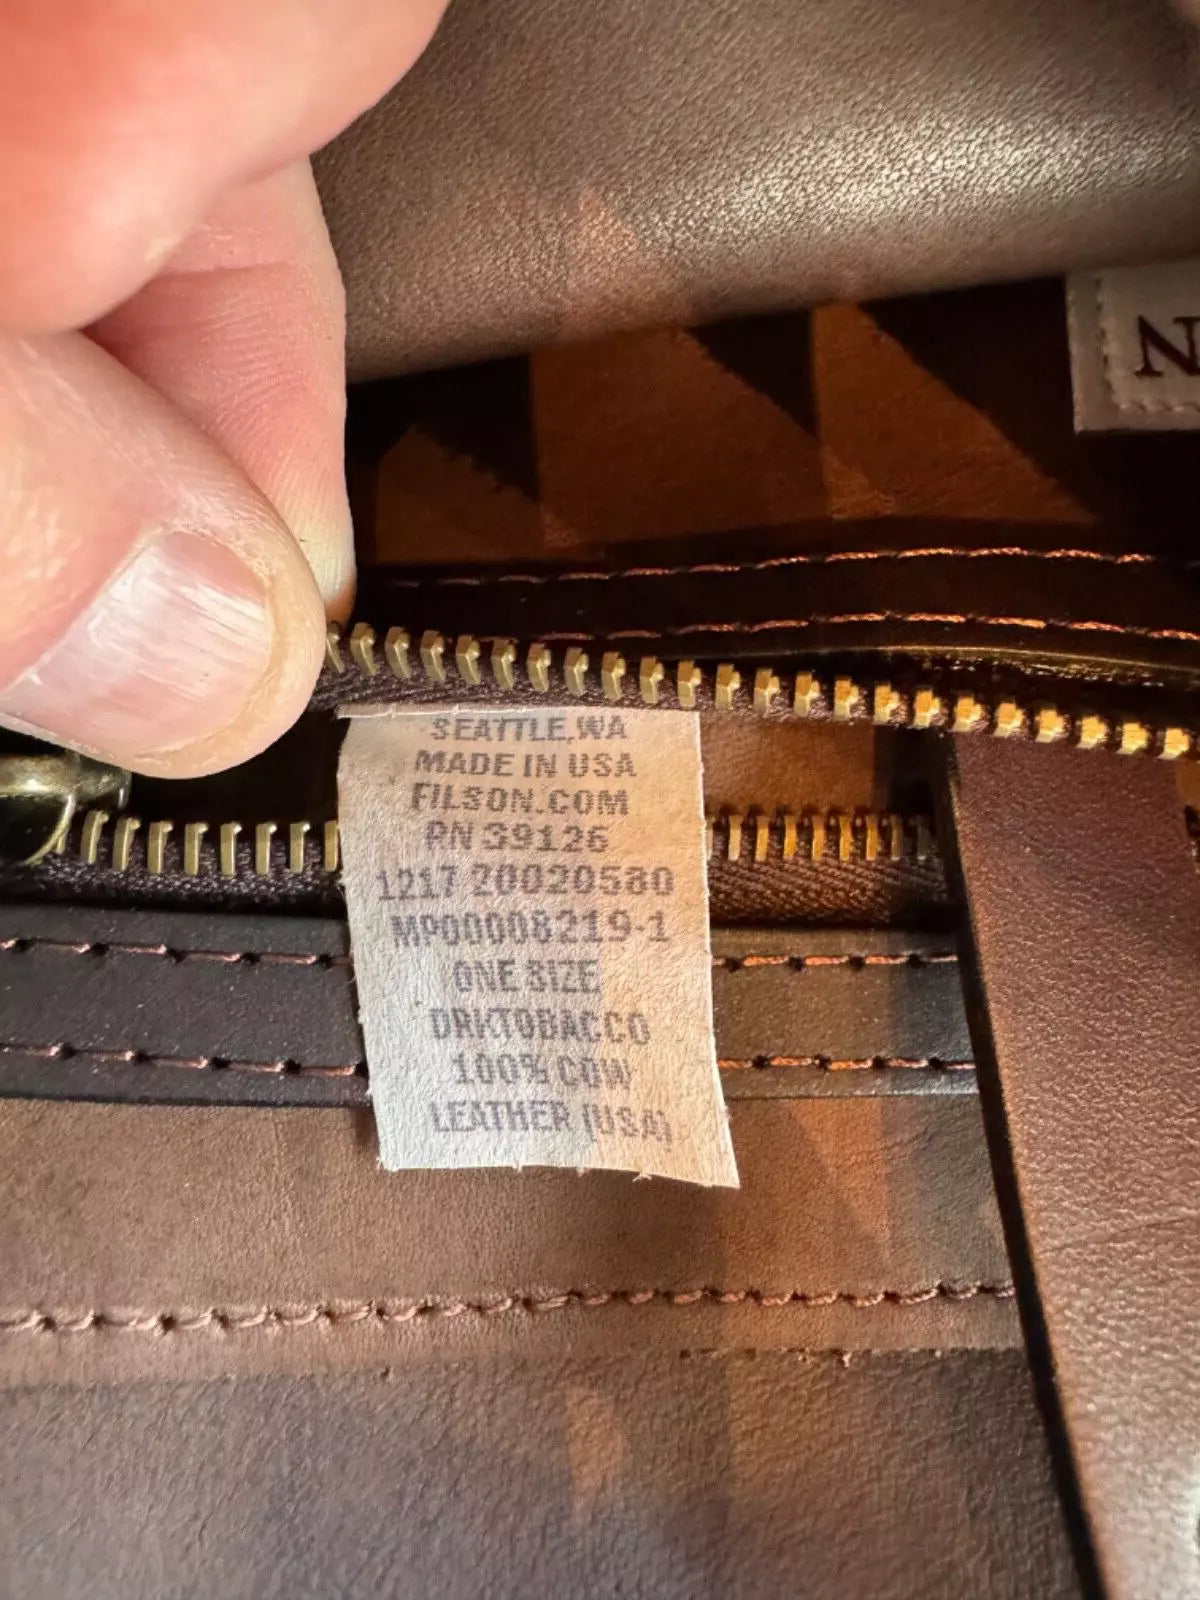 N
SEATTLE, WA
MADE IN USA
FILSON.COM
RN 39126
1217 20020580
MP00008219-1
ONE SIZE
DRKTOBACCO
100% COW
LEATHER (USA)